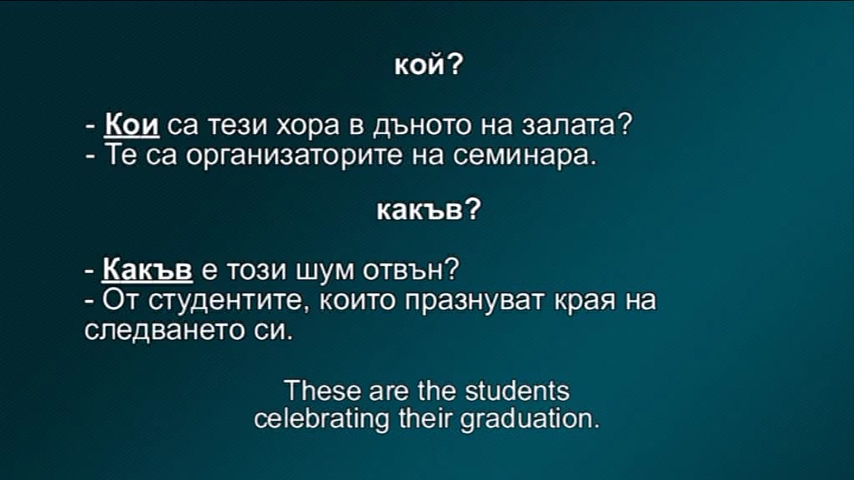 кой?
- Кои са тези хора в дъното на залата?
- Те са организаторите на семинара.
какъв?
- Какъв е този шум отвън?
- От студентите, които празнуват края на
следването си.
These are the students
celebrating their graduation.